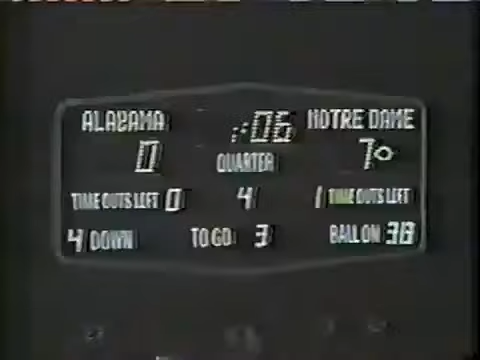 ALABAMA :06 NOTRE DAME
0 QUARTER 7
TIME OUTS LEFT 0 4 1 TIME OUTS LEFT
4 DOWN TO GO 3 BALL ON 38